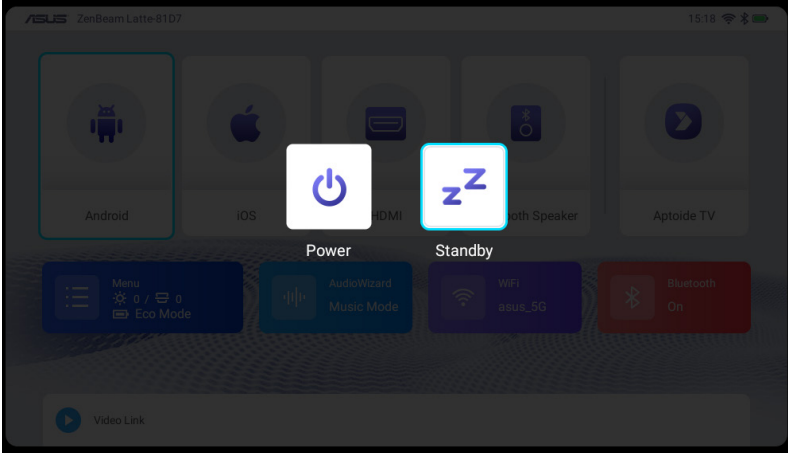 ASUS ZenBeam Latte-81D7 15:18
Android iOS HDMI oth Speaker Aptoide TV
Power Standby
Menu
0 / 0
Eco Mode
AudioWizard
Music Mode
WiFi
asus_5G
Bluetooth
On
Video Link